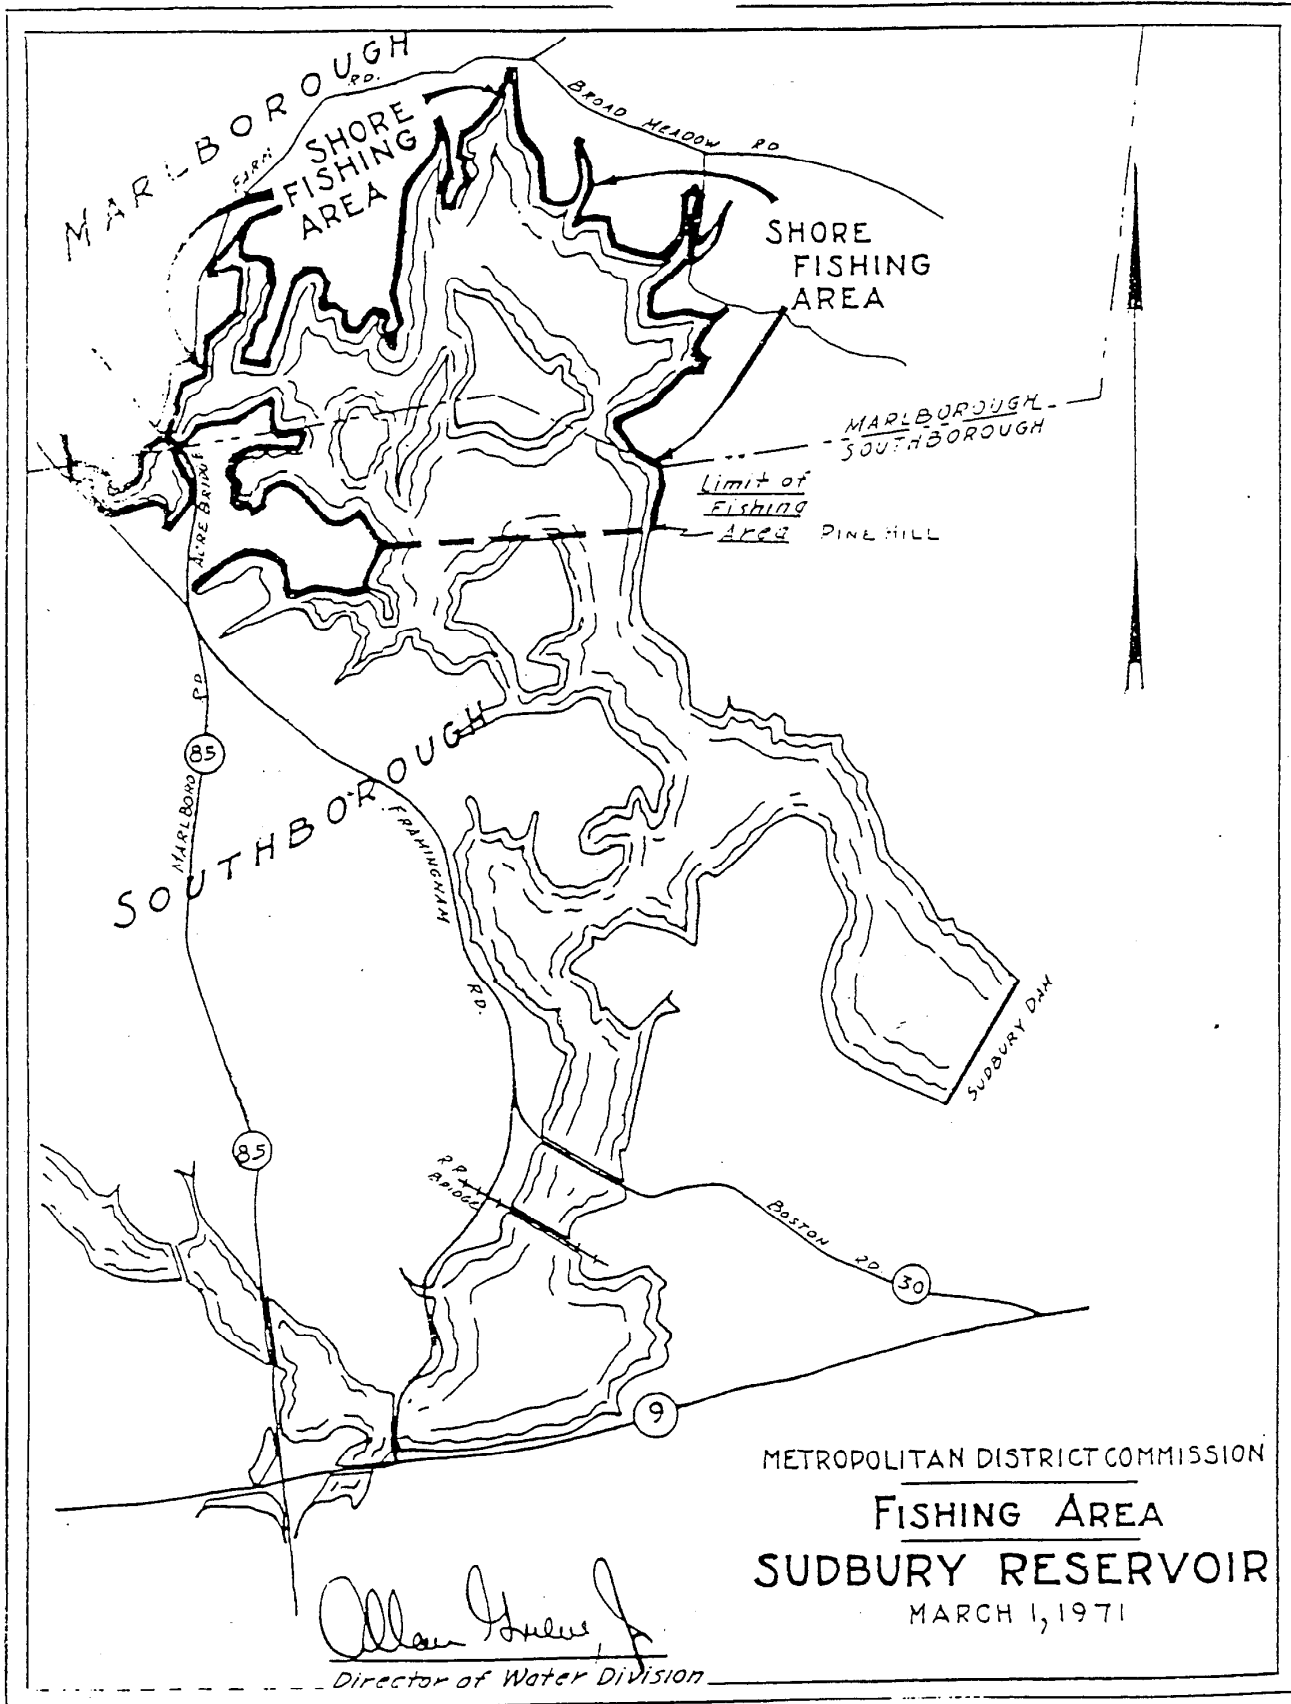 MARLBOROUGH
FARM RD.
BROAD MEADOW RD
SHORE
FISHING
AREA
SHORE
FISHING
AREA
MARLBOROUGH
SOUTHBOROUGH
Limit of
Fishing
Area
PINE HILL
ACRE BRIDGE
MARLBORO RD
85
SOUTHBOROUGH
FRAMINGHAM RD.
SUDBURY DAM
85
R R
BRIDGE
BOSTON RD.
30
9
METROPOLITAN DISTRICT COMMISSION
FISHING AREA
SUDBURY RESERVOIR
MARCH 1, 1971
Director of Water Division